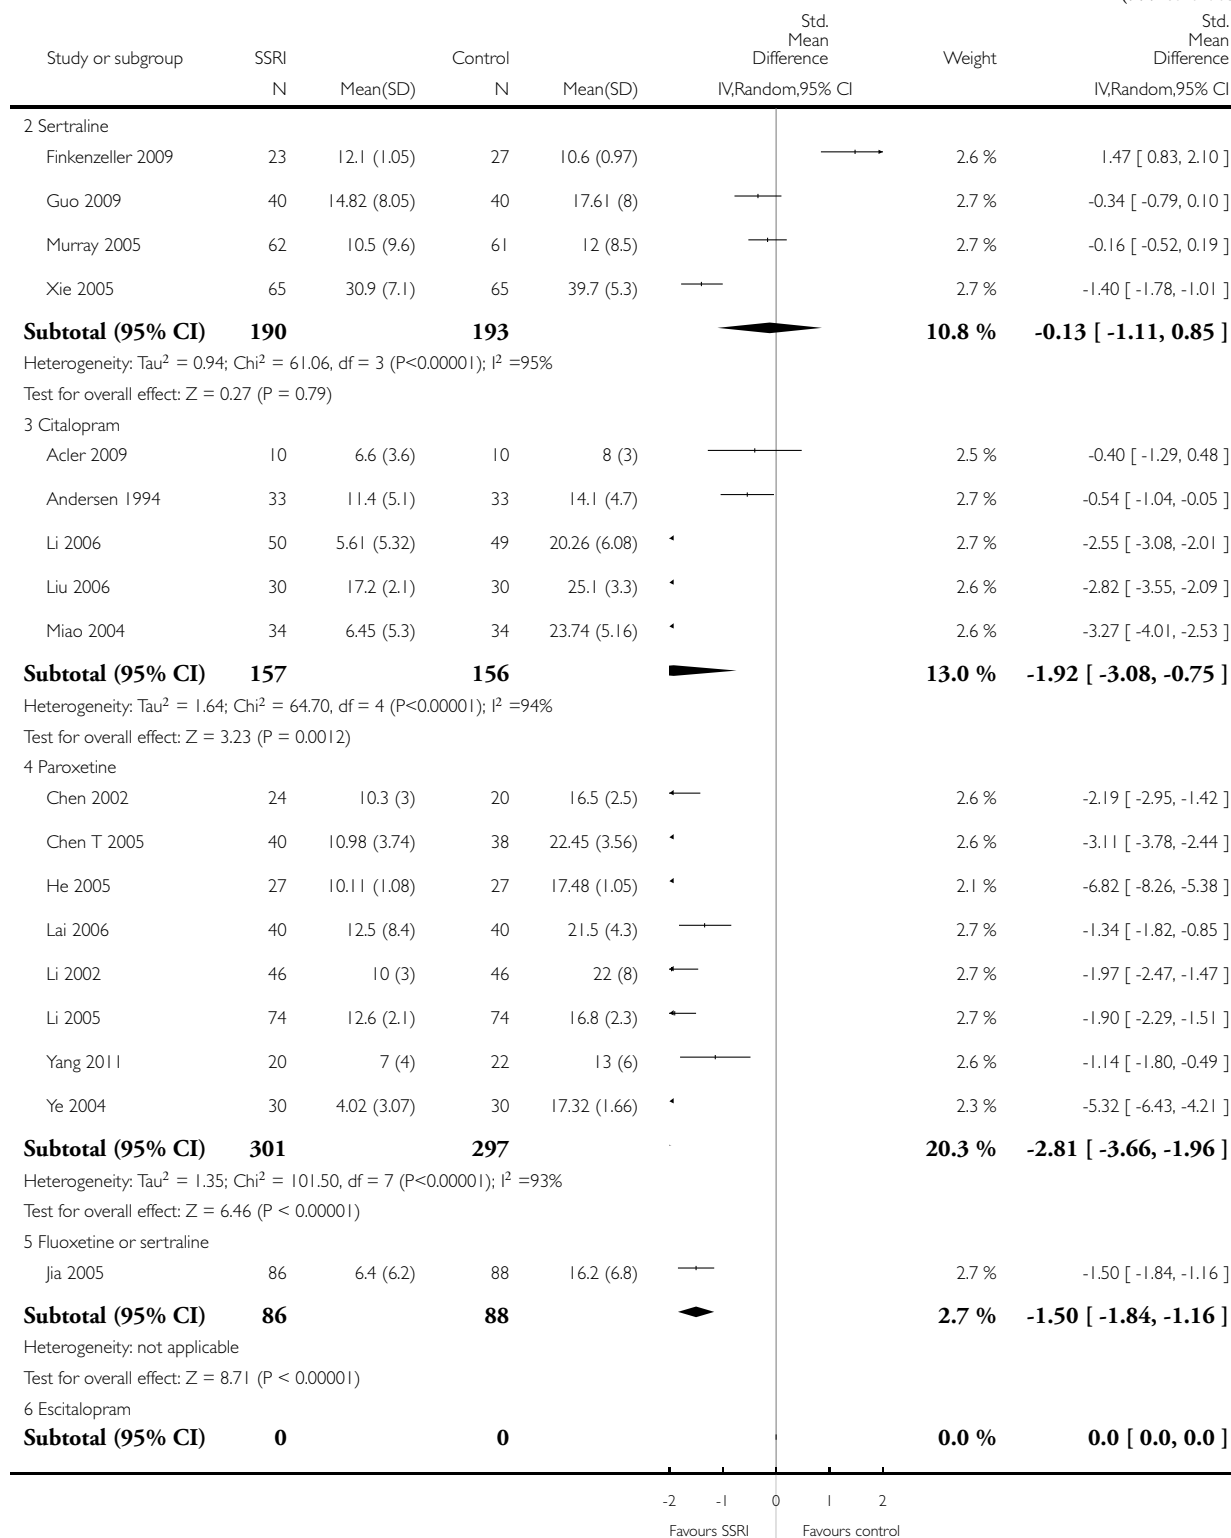 Std.
Mean
Difference
Std.
Mean
Difference
Study or subgroup SSRI Control Weight
N Mean(SD) N Mean(SD) IV,Random,95% CI IV,Random,95% CI
2 Sertraline
Finkenzeller 2009 23 12.1 (1.05) 27 10.6 (0.97) 2.6 % 1.47 [ 0.83, 2.10 ]
Guo 2009 40 14.82 (8.05) 40 17.61 (8) 2.7 % -0.34 [ -0.79, 0.10 ]
Murray 2005 62 10.5 (9.6) 61 12 (8.5) 2.7 % -0.16 [ -0.52, 0.19 ]
Xie 2005 65 30.9 (7.1) 65 39.7 (5.3) 2.7 % -1.40 [ -1.78, -1.01 ]
Subtotal (95% CI) 190 193 10.8 % -0.13 [ -1.11, 0.85 ]
Heterogeneity: Tau² = 0.94; Chi² = 61.06, df = 3 (P<0.00001); I² =95%
Test for overall effect: Z = 0.27 (P = 0.79)
3 Citalopram
Acler 2009 10 6.6 (3.6) 10 8 (3) 2.5 % -0.40 [ -1.29, 0.48 ]
Andersen 1994 33 11.4 (5.1) 33 14.1 (4.7) 2.7 % -0.54 [ -1.04, -0.05 ]
Li 2006 50 5.61 (5.32) 49 20.26 (6.08) 2.7 % -2.55 [ -3.08, -2.01 ]
Liu 2006 30 17.2 (2.1) 30 25.1 (3.3) 2.6 % -2.82 [ -3.55, -2.09 ]
Miao 2004 34 6.45 (5.3) 34 23.74 (5.16) 2.6 % -3.27 [ -4.01, -2.53 ]
Subtotal (95% CI) 157 156 13.0 % -1.92 [ -3.08, -0.75 ]
Heterogeneity: Tau² = 1.64; Chi² = 64.70, df = 4 (P<0.00001); I² =94%
Test for overall effect: Z = 3.23 (P = 0.0012)
4 Paroxetine
Chen 2002 24 10.3 (3) 20 16.5 (2.5) 2.6 % -2.19 [ -2.95, -1.42 ]
Chen T 2005 40 10.98 (3.74) 38 22.45 (3.56) 2.6 % -3.11 [ -3.78, -2.44 ]
He 2005 27 10.11 (1.08) 27 17.48 (1.05) 2.1 % -6.82 [ -8.26, -5.38 ]
Lai 2006 40 12.5 (8.4) 40 21.5 (4.3) 2.7 % -1.34 [ -1.82, -0.85 ]
Li 2002 46 10 (3) 46 22 (8) 2.7 % -1.97 [ -2.47, -1.47 ]
Li 2005 74 12.6 (2.1) 74 16.8 (2.3) 2.7 % -1.90 [ -2.29, -1.51 ]
Yang 2011 20 7 (4) 22 13 (6) 2.6 % -1.14 [ -1.80, -0.49 ]
Ye 2004 30 4.02 (3.07) 30 17.32 (1.66) 2.3 % -5.32 [ -6.43, -4.21 ]
Subtotal (95% CI) 301 297 20.3 % -2.81 [ -3.66, -1.96 ]
Heterogeneity: Tau² = 1.35; Chi² = 101.50, df = 7 (P<0.00001); I² =93%
Test for overall effect: Z = 6.46 (P < 0.00001)
5 Fluoxetine or sertraline
Jia 2005 86 6.4 (6.2) 88 16.2 (6.8) 2.7 % -1.50 [ -1.84, -1.16 ]
Subtotal (95% CI) 86 88 2.7 % -1.50 [ -1.84, -1.16 ]
Heterogeneity: not applicable
Test for overall effect: Z = 8.71 (P < 0.00001)
6 Escitalopram
Subtotal (95% CI) 0 0 0.0 % 0.0 [ 0.0, 0.0 ]
-2 -1 0 1 2
Favours SSRI Favours control